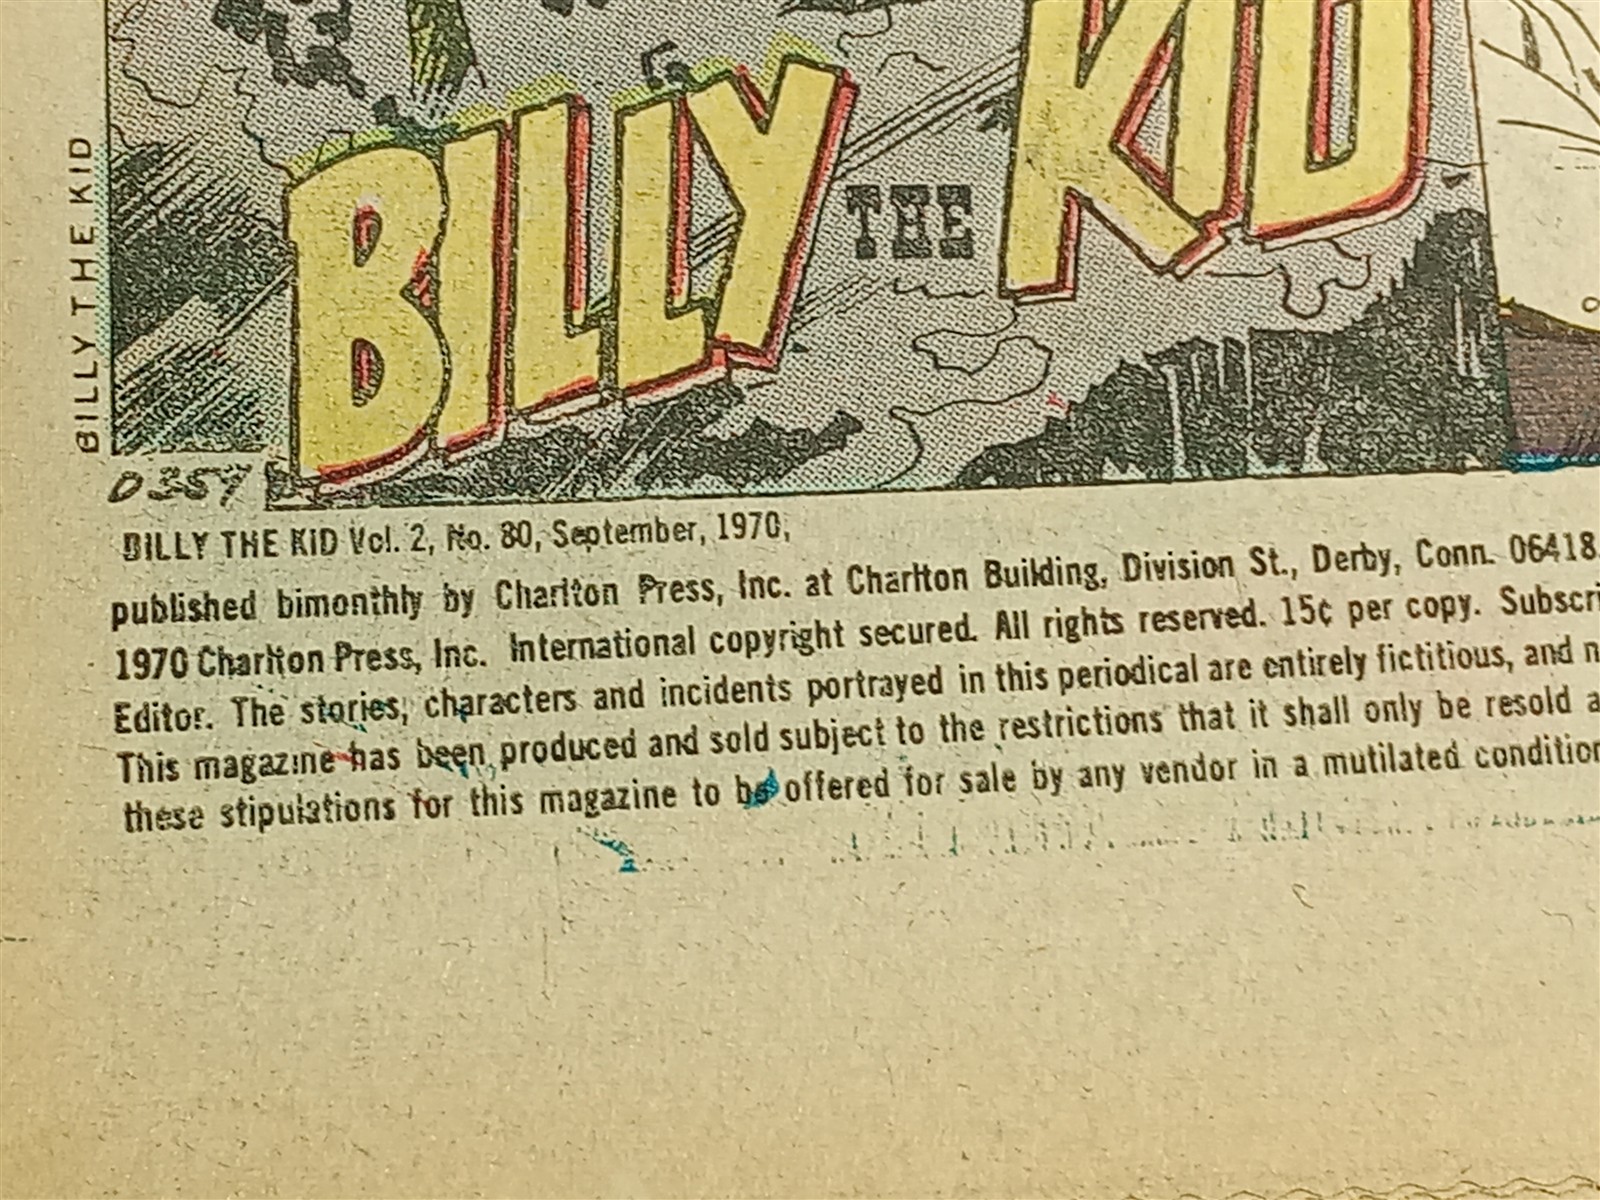 BILLY THE KID
BILLY THE KID
D 3557
BILLY THE KID Vol. 2, No. 80, September, 1970,
published bimonthly by Charlton Press, Inc. at Charlton Building, Division St., Derby, Conn. 06418.
1970 Charlton Press, Inc. International copyright secured. All rights reserved. 15¢ per copy. Subscri
Editor. The stories, characters and incidents portrayed in this periodical are entirely fictitious, and n
This magazine has been produced and sold subject to the restrictions that it shall only be resold a
these stipulations for this magazine to be offered for sale by any vendor in a mutilated condition